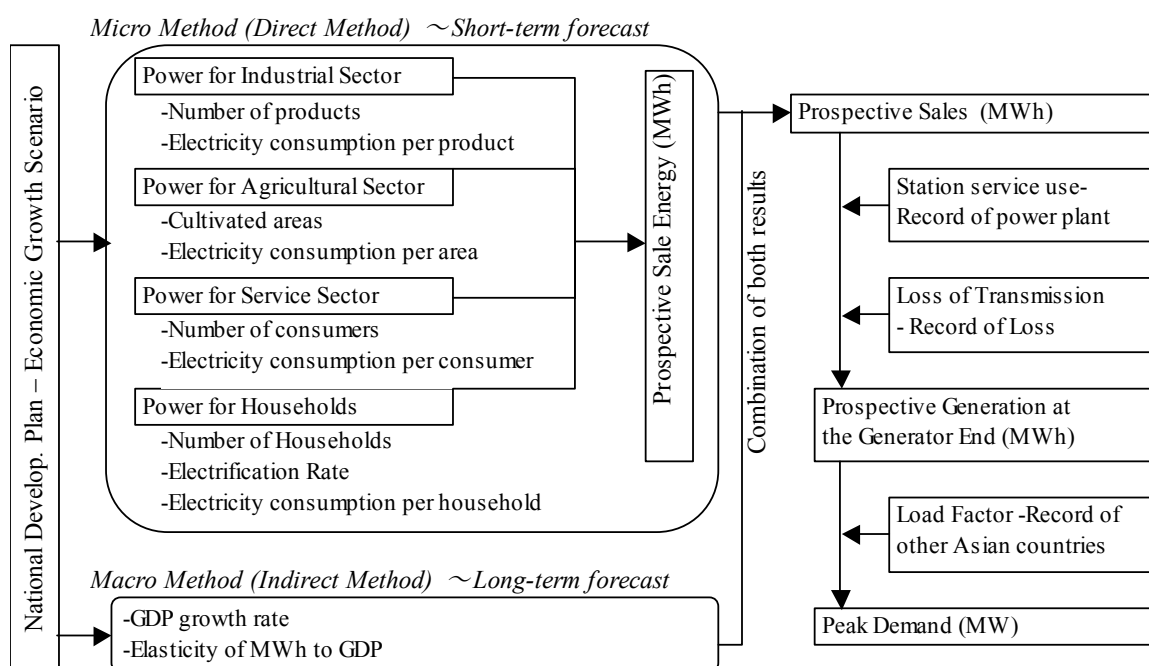 Micro Method (Direct Method) ～Short-term forecast
National Develop. Plan – Economic Growth Scenario
Power for Industrial Sector
-Number of products
-Electricity consumption per product
Power for Agricultural Sector
-Cultivated areas
-Electricity consumption per area
Power for Service Sector
-Number of consumers
-Electricity consumption per consumer
Power for Households
-Number of Households
-Electrification Rate
-Electricity consumption per household
Prospective Sale Energy (MWh)
Macro Method (Indirect Method) ～Long-term forecast
-GDP growth rate
-Elasticity of MWh to GDP
Combination of both results
Prospective Sales (MWh)
Station service use-
Record of power plant
Loss of Transmission
- Record of Loss
Prospective Generation at
the Generator End (MWh)
Load Factor -Record of
other Asian countries
Peak Demand (MW)